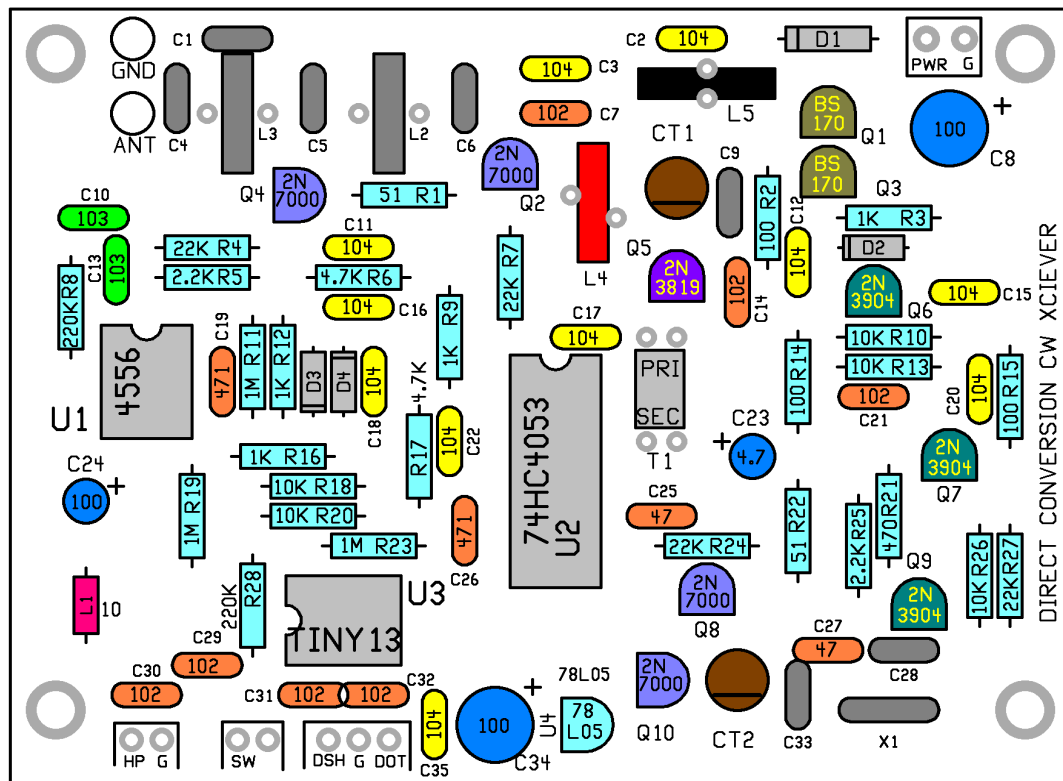 C1
GND
ANT
C4
L3
C5
L2
C6
C2
104
C3
104
C7
102
L5
D1
PWR G
BS
170
Q1
BS
170
C8
100
+
CT1
C9
Q4
2N
7000
51 R1
2N
7000
Q2
L4
100 R2
C12
104
Q3
1K R3
D2
C10
103
C13
103
22K R4
2.2K R5
C11
104
4.7K R6
104
C16
22K R7
Q5
2N
3819
102
C14
2N
3904
Q6
104
C15
220K R8
1K R9
C17
104
10K R10
10K R13
102
C21
4556
U1
C19
471
1M R11
1K R12
D3
D4
104
C18
4.7K
R17
104
C22
74HC4053
U2
PRI
SEC
T1
100 R14
C20
104
100 R15
C23
+
4.7
2N
3904
Q7
C24
+
100
1M R19
1K R16
10K R18
10K R20
1M R23
471
C26
C25
47
22K R24
51 R22
2.2K R25
470 R21
10K R26
22K R27
DIRECT CONVERSION CW XCIEVER
L1
10
220K
R28
U3
TINY13
2N
7000
Q8
Q9
2N
3904
C29
102
C30
102
C31
102
102
C32
104
C35
+
100
C34
78L05
U4
78
L05
2N
7000
Q10
CT2
C27
47
C28
C33
X1
HP G
SW
DSH G DOT